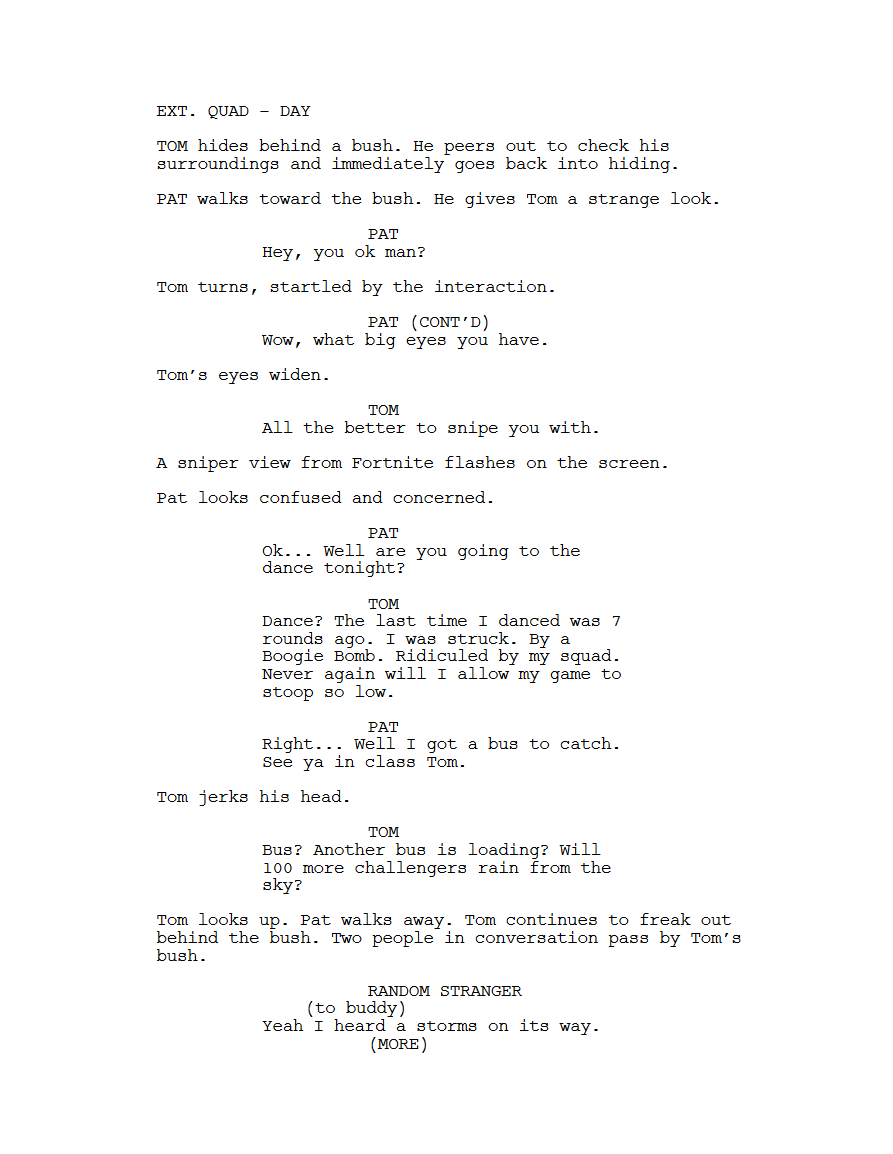 EXT. QUAD – DAY
TOM hides behind a bush. He peers out to check his
surroundings and immediately goes back into hiding.
PAT walks toward the bush. He gives Tom a strange look.
PAT
Hey, you ok man?
Tom turns, startled by the interaction.
PAT (CONT’D)
Wow, what big eyes you have.
Tom’s eyes widen.
TOM
All the better to snipe you with.
A sniper view from Fortnite flashes on the screen.
Pat looks confused and concerned.
PAT
Ok... Well are you going to the
dance tonight?
TOM
Dance? The last time I danced was 7
rounds ago. I was struck. By a
Boogie Bomb. Ridiculed by my squad.
Never again will I allow my game to
stoop so low.
PAT
Right... Well I got a bus to catch.
See ya in class Tom.
Tom jerks his head.
TOM
Bus? Another bus is loading? Will
100 more challengers rain from the
sky?
Tom looks up. Pat walks away. Tom continues to freak out
behind the bush. Two people in conversation pass by Tom’s
bush.
RANDOM STRANGER
(to buddy)
Yeah I heard a storms on its way.
(MORE)